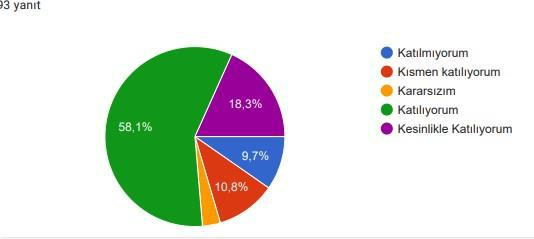 93 yanıt
Katılmıyorum
Kısmen katılıyorum
Kararsızım
Katılıyorum
Kesinlikle Katılıyorum
18,3%
58,1%
9,7%
10,8%